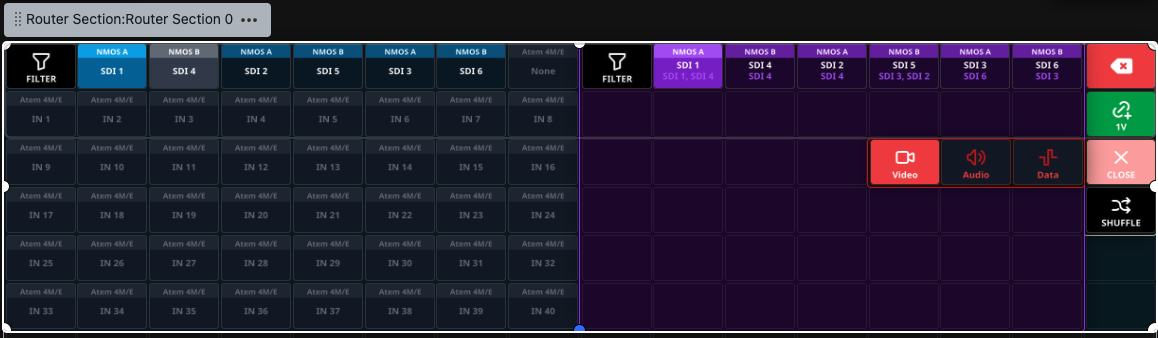 Router Section:Router Section 0 •••
FILTER
NMOS A
SDI 1
NMOS B
SDI 4
NMOS A
SDI 2
NMOS B
SDI 5
NMOS A
SDI 3
NMOS B
SDI 6
Atem 4M/E
None
FILTER
NMOS A
SDI 1
SDI 1, SDI 4
NMOS B
SDI 4
SDI 4
NMOS A
SDI 2
SDI 4
NMOS B
SDI 5
SDI 3, SDI 2
NMOS A
SDI 3
SDI 6
NMOS B
SDI 6
SDI 3
Atem 4M/E
IN 1
Atem 4M/E
IN 2
Atem 4M/E
IN 3
Atem 4M/E
IN 4
Atem 4M/E
IN 5
Atem 4M/E
IN 6
Atem 4M/E
IN 7
Atem 4M/E
IN 8
1V
Atem 4M/E
IN 9
Atem 4M/E
IN 10
Atem 4M/E
IN 11
Atem 4M/E
IN 12
Atem 4M/E
IN 13
Atem 4M/E
IN 14
Atem 4M/E
IN 15
Atem 4M/E
IN 16
Video
Audio
Data
CLOSE
Atem 4M/E
IN 17
Atem 4M/E
IN 18
Atem 4M/E
IN 19
Atem 4M/E
IN 20
Atem 4M/E
IN 21
Atem 4M/E
IN 22
Atem 4M/E
IN 23
Atem 4M/E
IN 24
SHUFFLE
Atem 4M/E
IN 25
Atem 4M/E
IN 26
Atem 4M/E
IN 27
Atem 4M/E
IN 28
Atem 4M/E
IN 29
Atem 4M/E
IN 30
Atem 4M/E
IN 31
Atem 4M/E
IN 32
Atem 4M/E
IN 33
Atem 4M/E
IN 34
Atem 4M/E
IN 35
Atem 4M/E
IN 36
Atem 4M/E
IN 37
Atem 4M/E
IN 38
Atem 4M/E
IN 39
Atem 4M/E
IN 40